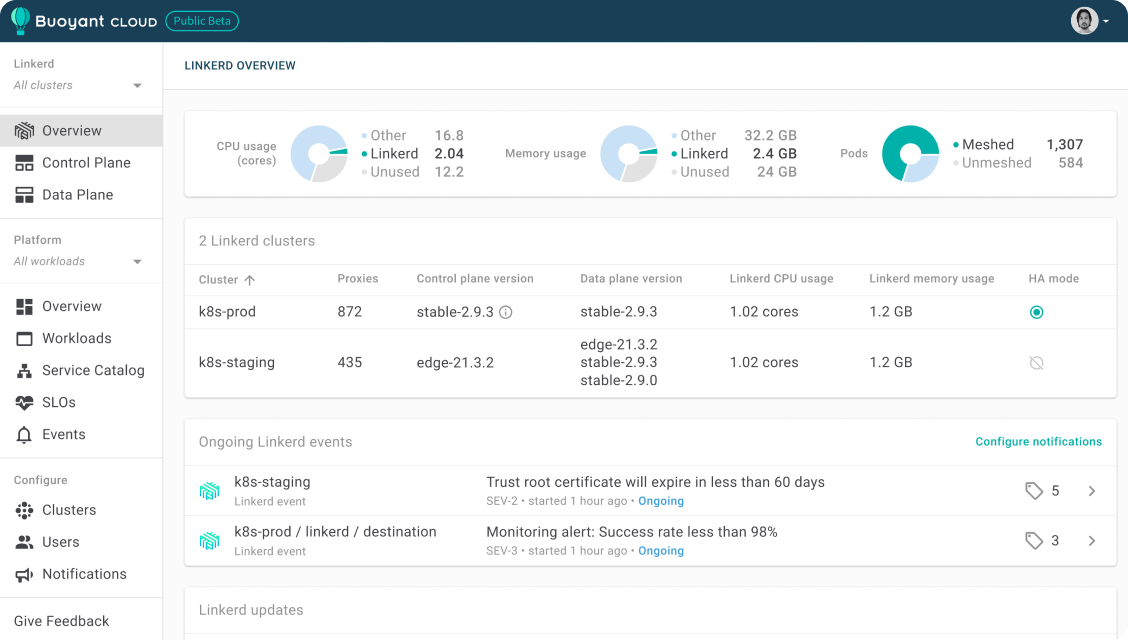 Buoyant CLOUD Public Beta
Linkerd
All clusters
Overview
Control Plane
Data Plane
Platform
All workloads
Overview
Workloads
Service Catalog
SLOs
Events
Configure
Clusters
Users
Notifications
Give Feedback
LINKERD OVERVIEW
CPU usage
(cores)
Other 16.8
Linkerd 2.04
Unused 12.2
Memory usage
Other 32.2 GB
Linkerd 2.4 GB
Unused 24 GB
Pods
Meshed 1,307
Unmeshed 584
2 Linkerd clusters
Cluster Proxies Control plane version Data plane version Linkerd CPU usage Linkerd memory usage HA mode
k8s-prod 872 stable-2.9.3 stable-2.9.3 1.02 cores 1.2 GB
k8s-staging 435 edge-21.3.2 edge-21.3.2 1.02 cores 1.2 GB
stable-2.9.3
stable-2.9.0
Ongoing Linkerd events Configure notifications
k8s-staging Trust root certificate will expire in less than 60 days 5
Linkerd event SEV-2 • started 1 hour ago • Ongoing
k8s-prod / linkerd / destination Monitoring alert: Success rate less than 98% 3
Linkerd event SEV-3 • started 1 hour ago • Ongoing
Linkerd updates